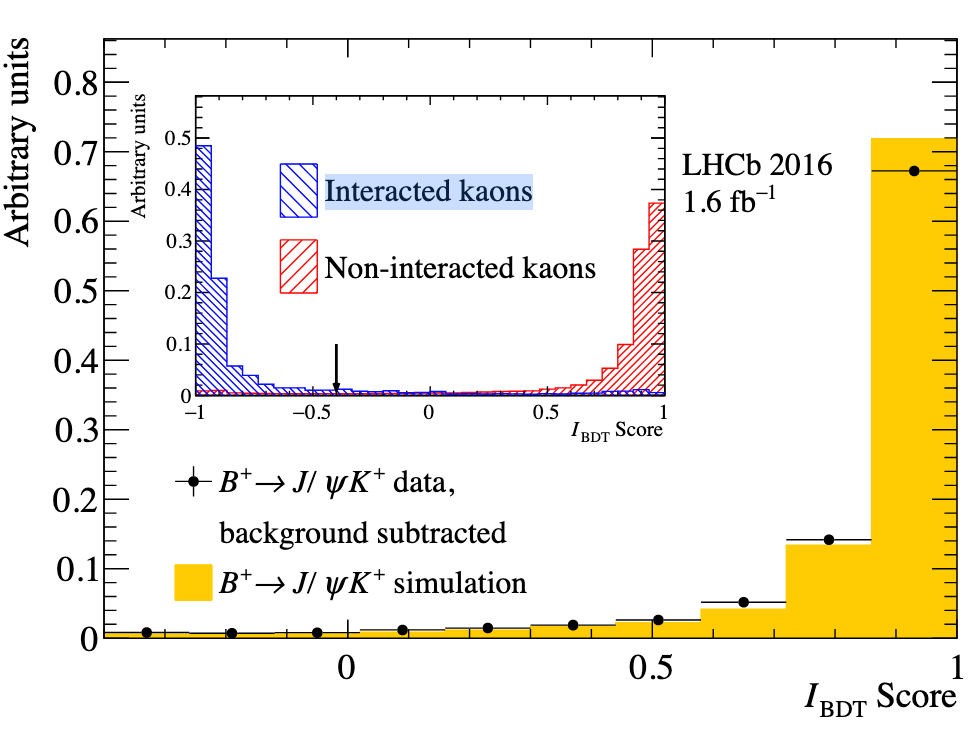 Arbitrary units
0.8
0.7
0.6
0.5
0.4
0.3
0.2
0.1
0
0 0.5 1
I_BDT Score
Arbitrary units
0.5
0.4
0.3
0.2
0.1
0
−1 −0.5 0 0.5 1
I_BDT Score
Interacted kaons
Non-interacted kaons
LHCb 2016
1.6 fb⁻¹
B⁺→ J/ ψK⁺ data,
background subtracted
B⁺→ J/ ψK⁺ simulation